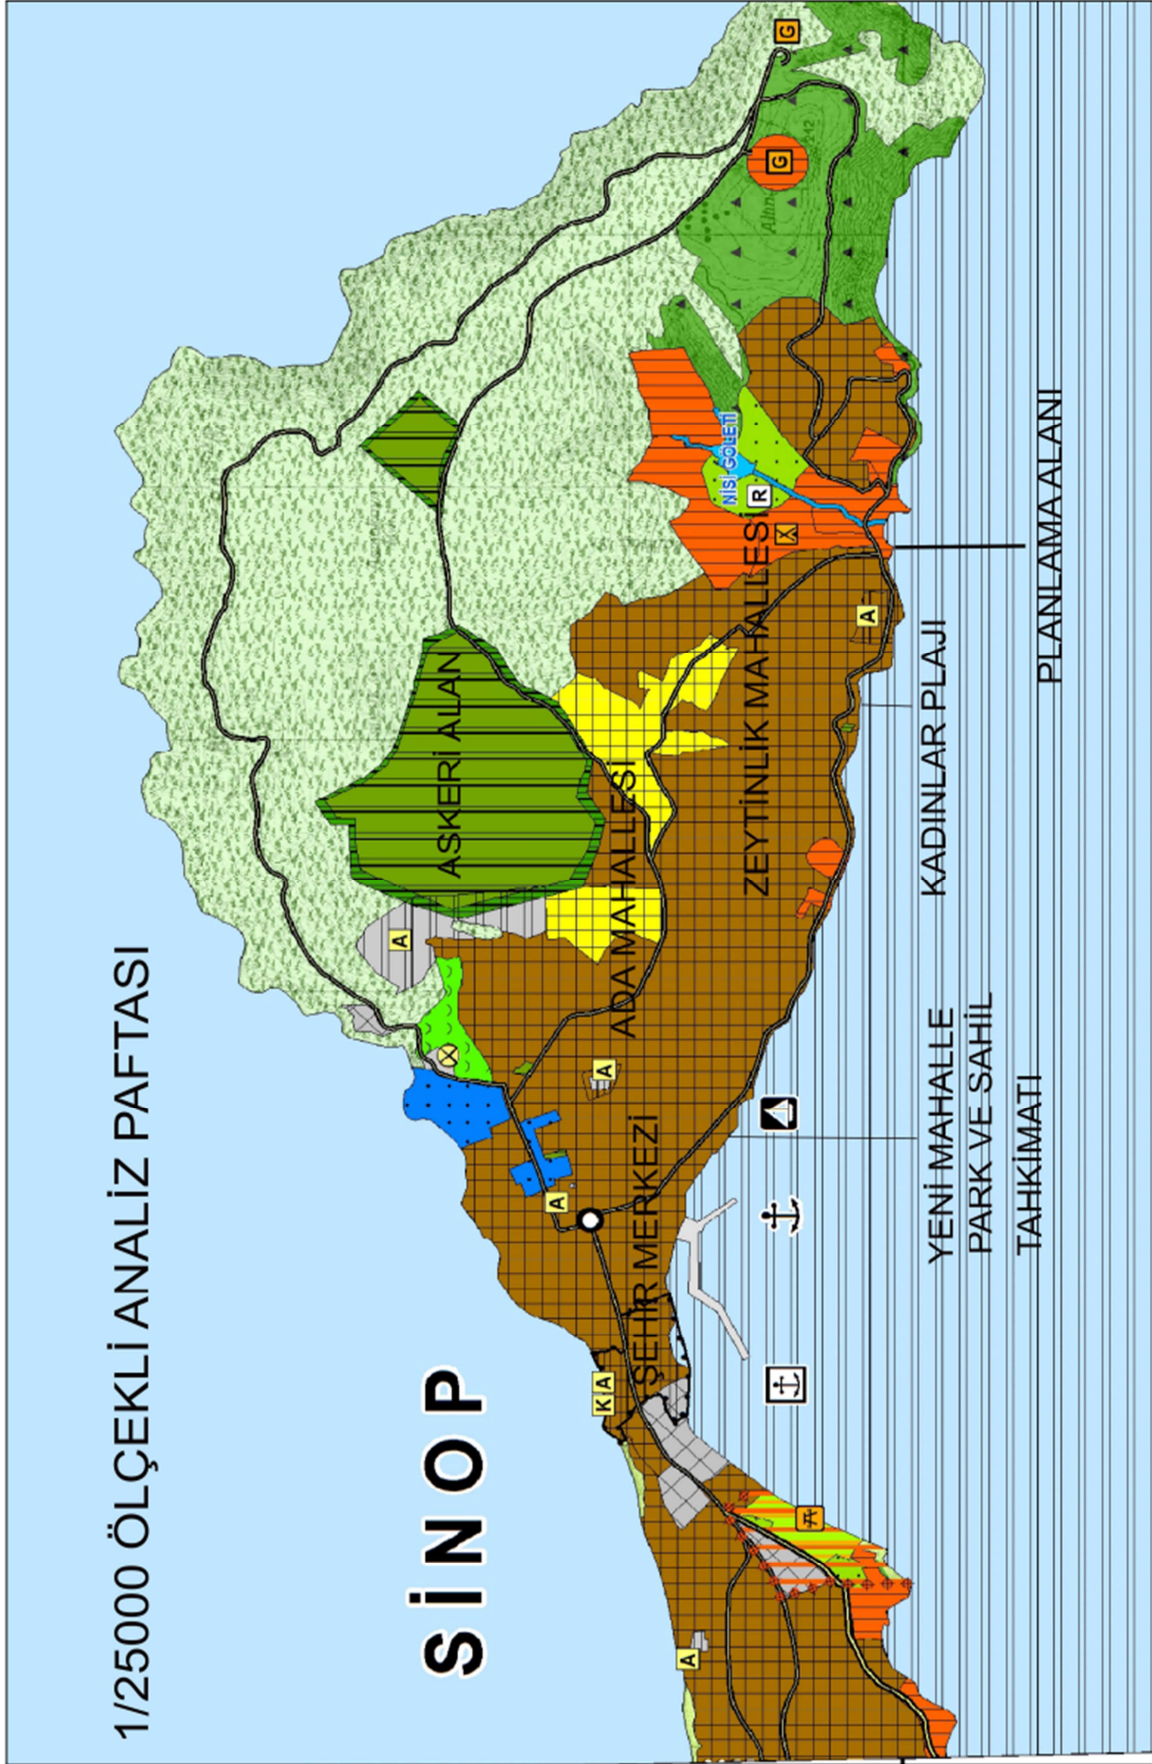 1/25000 ÖLÇEKLİ ANALİZ PAFTASI
SİNOP
ASKERİ ALAN
ADA MAHALLESİ
ZEYTİNLİK MAHALLESİ
ŞEHİR MERKEZİ
NİSİ GÖLETİ
KADINLAR PLAJI
PLANLAMA ALANI
YENİ MAHALLE
PARK VE SAHİL
TAHKİMATI
A
K A
A
A
A
A
R
G
G
212